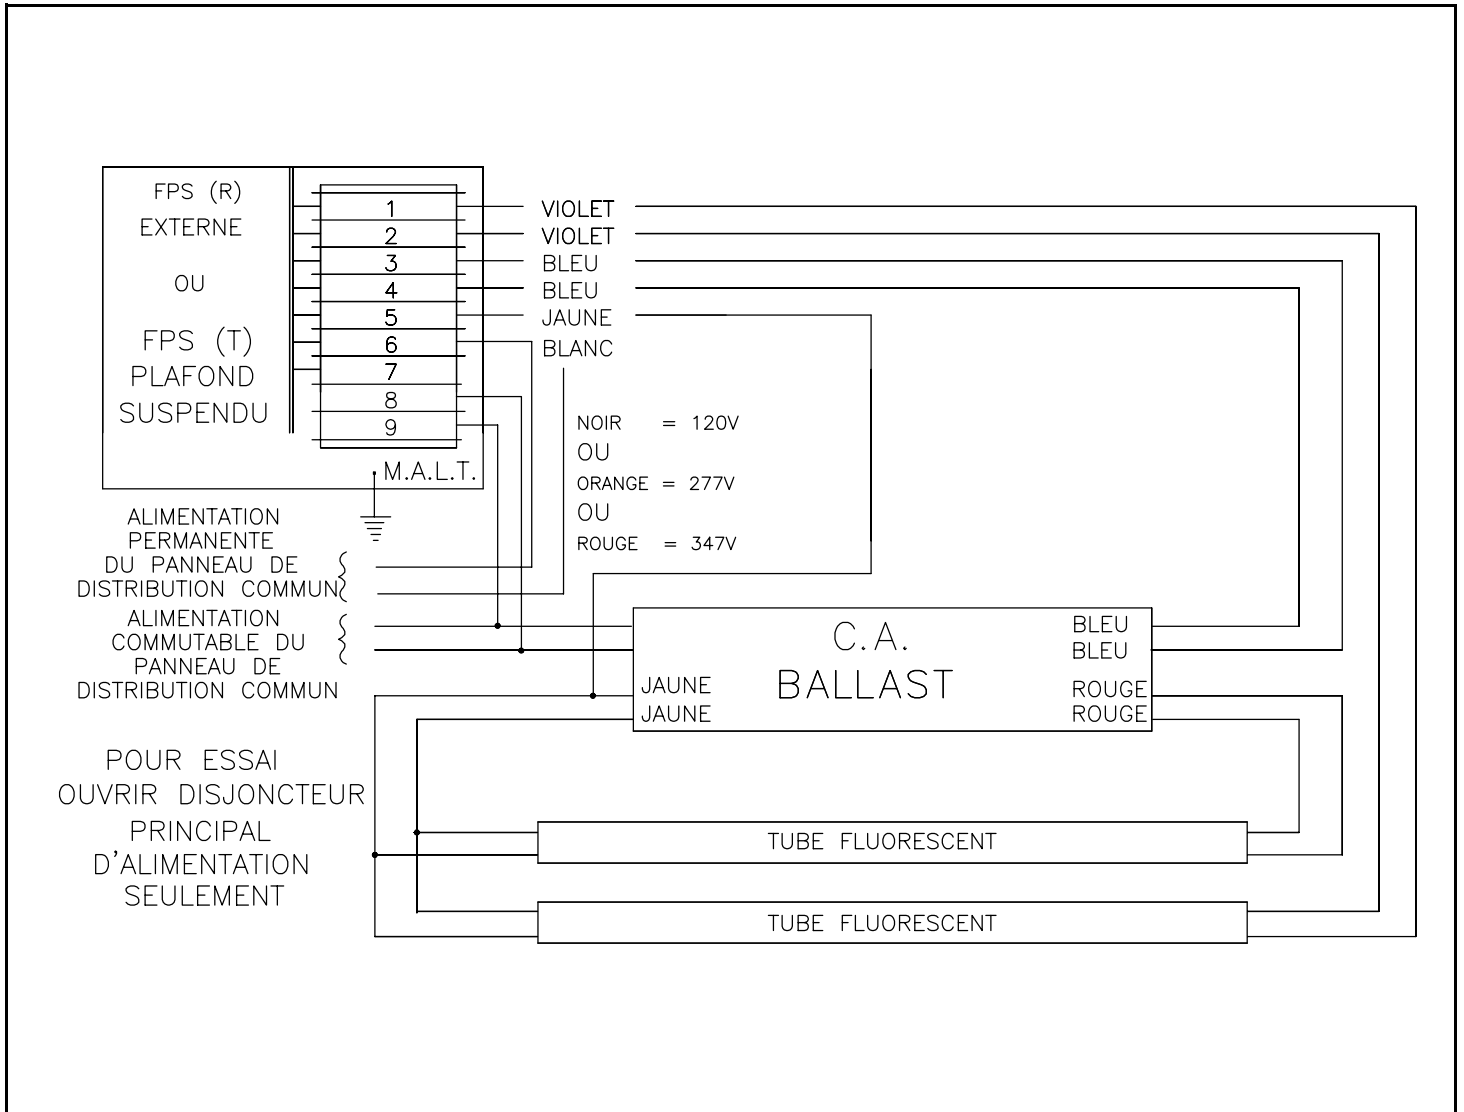 FPS (R)
EXTERNE
OU
FPS (T)
PLAFOND
SUSPENDU
1
2
3
4
5
6
7
8
9
M.A.L.T.
VIOLET
VIOLET
BLEU
BLEU
JAUNE
BLANC
NOIR = 120V
OU
ORANGE = 277V
OU
ROUGE = 347V
ALIMENTATION
PERMANENTE
DU PANNEAU DE
DISTRIBUTION COMMUN
ALIMENTATION
COMMUTABLE DU
PANNEAU DE
DISTRIBUTION COMMUN
C.A.
BALLAST
JAUNE
JAUNE
BLEU
BLEU
ROUGE
ROUGE
POUR ESSAI
OUVRIR DISJONCTEUR
PRINCIPAL
D'ALIMENTATION
SEULEMENT
TUBE FLUORESCENT
TUBE FLUORESCENT